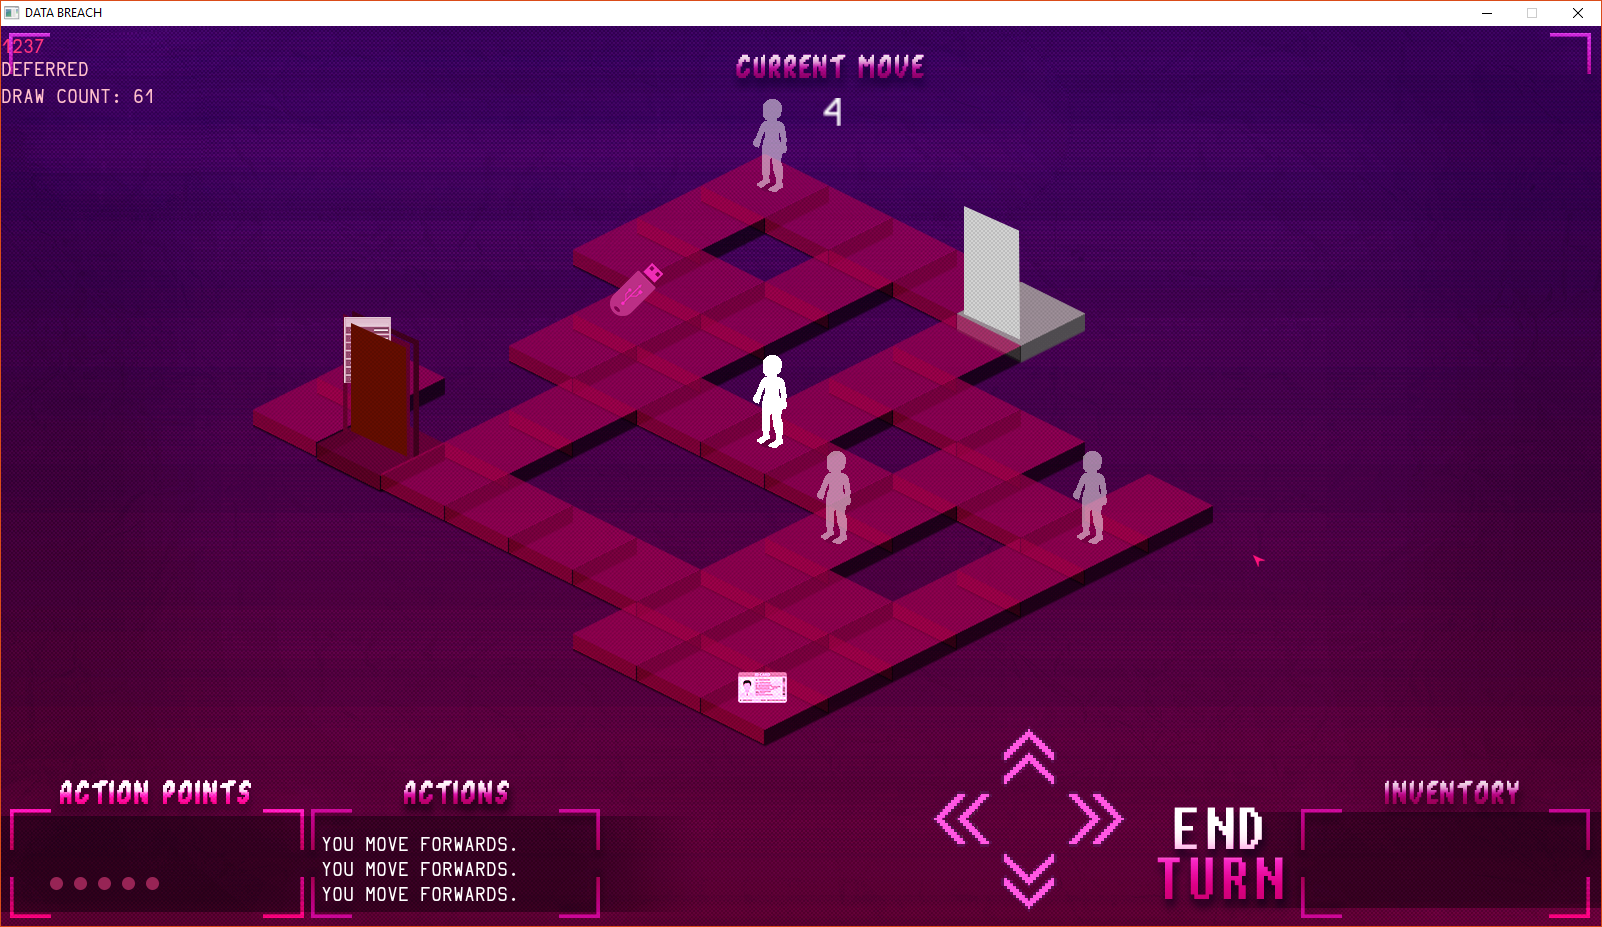 DATA BREACH
1237
DEFERRED
DRAW COUNT: 61
CURRENT MOVE
4
ACTION POINTS
ACTIONS
YOU MOVE FORWARDS.
YOU MOVE FORWARDS.
YOU MOVE FORWARDS.
END
TURN
INVENTORY